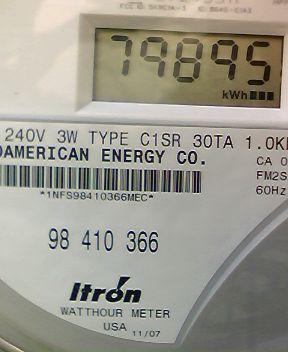 79895
kWh
240V 3W TYPE C1SR 30TA 1.0K
AMERICAN ENERGY CO.
CA 0
FM2S
60Hz
*1NFS98410366MEC*
98 410 366
Itrón
WATTHOUR METER
USA 11/07